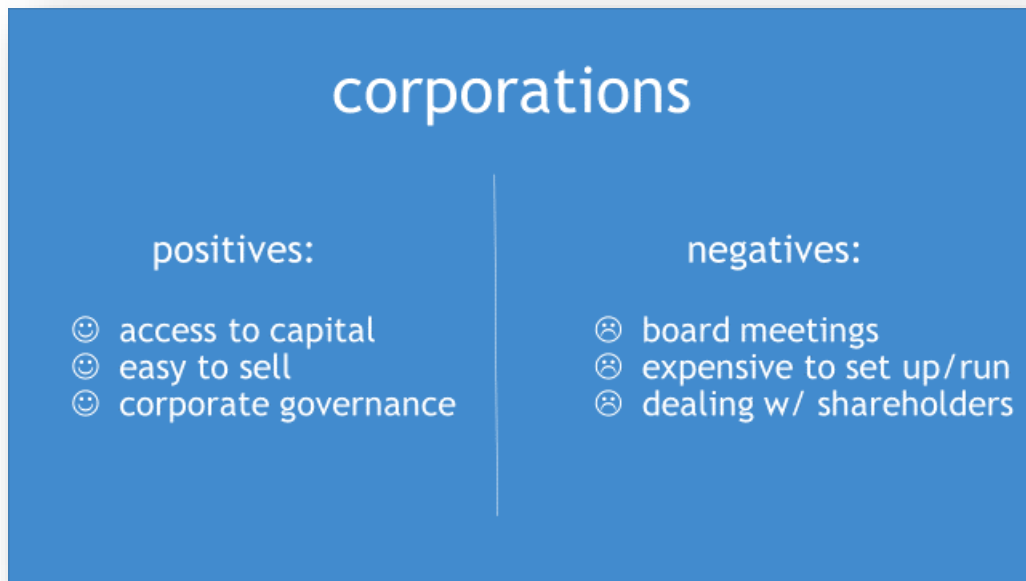 corporations
positives:
☺ access to capital
☺ easy to sell
☺ corporate governance
negatives:
☹ board meetings
☹ expensive to set up/run
☹ dealing w/ shareholders